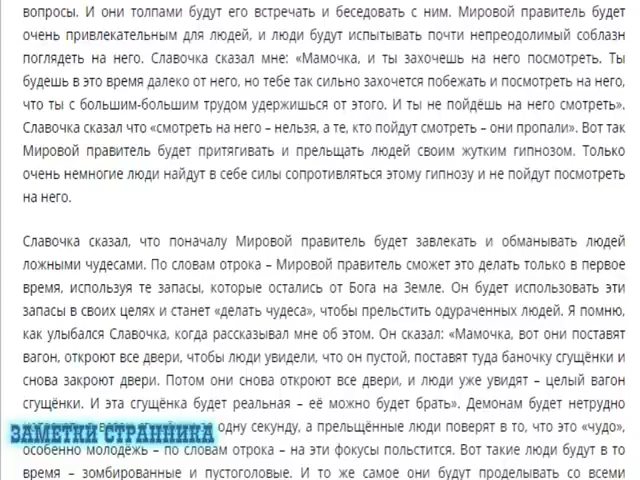 вопросы. И они толпами будут его встречать и беседовать с ним. Мировой правитель будет
очень привлекательным для людей, и люди будут испытывать почти непреодолимый соблазн
поглядеть на него. Славочка сказал мне: «Мамочка, и ты захочешь на него посмотреть. Ты
будешь в это время далеко от него, но тебе так сильно захочется побежать и посмотреть на него,
что ты с большим-большим трудом удержишься от этого. И ты не пойдёшь на него смотреть».
Славочка сказал что «смотреть на него – нельзя, а те, кто пойдут смотреть – они пропали». Вот так
Мировой правитель будет притягивать и прельщать людей своим жутким гипнозом. Только
очень немногие люди найдут в себе силы сопротивляться этому гипнозу и не пойдут посмотреть
на него.
Славочка сказал, что поначалу Мировой правитель будет завлекать и обманывать людей
ложными чудесами. По словам отрока – Мировой правитель сможет это делать только в первое
время, используя те запасы, которые остались от Бога на Земле. Он будет использовать эти
запасы в своих целях и станет «делать чудеса», чтобы прельстить одураченных людей. Я помню,
как улыбался Славочка, когда рассказывал мне об этом. Он сказал: «Мамочка, вот они поставят
вагон, откроют все двери, чтобы люди увидели, что он пустой, поставят туда баночку сгущёнки и
снова закроют двери. Потом они снова откроют все двери, и люди уже увидят – целый вагон
сгущёнки. И эта сгущёнка будет реальная – её можно будет брать». Демонам будет нетрудно
одну секунду, а прельщённые люди поверят в то, что это «чудо»,
ЗАМЕТКИ СТРАННИКА
особенно молодёжь – по словам отрока – на эти фокусы польстится. Вот такие люди будут в то
время – зомбированные и пустоголовые. И то же самое они будут проделывать со всеми